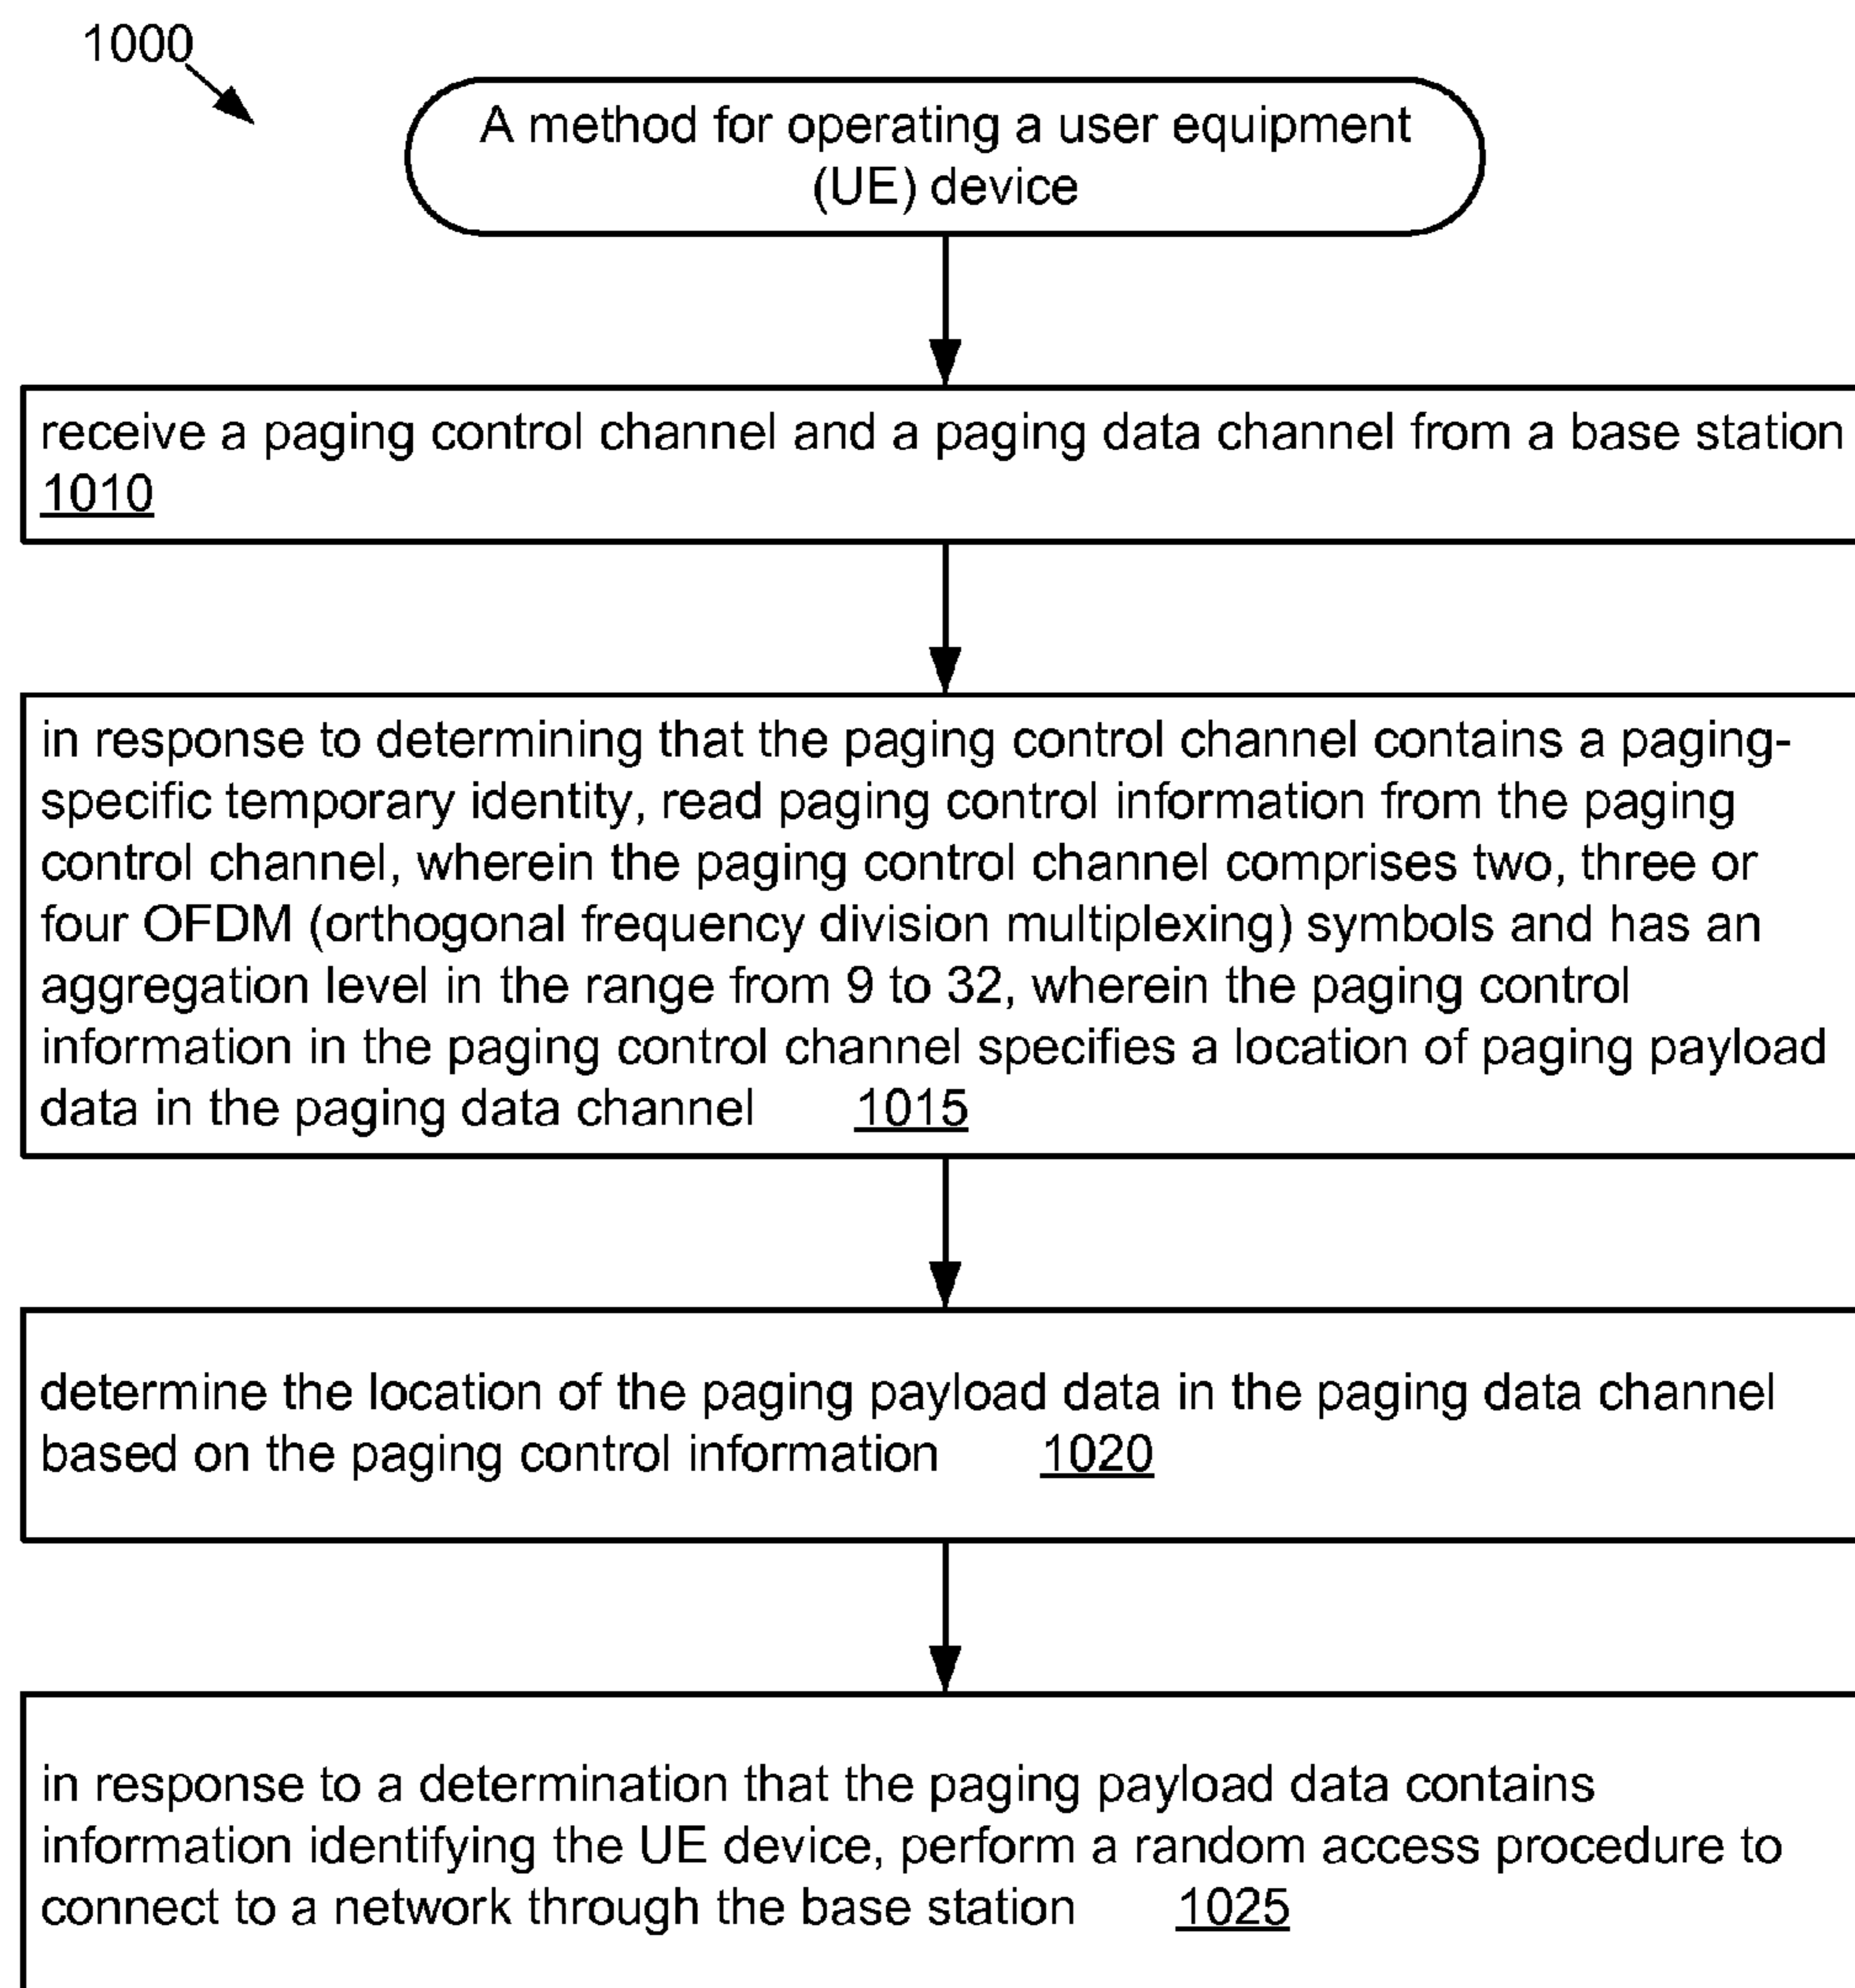 1000
A method for operating a user equipment
(UE) device
receive a paging control channel and a paging data channel from a base station
1010
in response to determining that the paging control channel contains a paging-
specific temporary identity, read paging control information from the paging
control channel, wherein the paging control channel comprises two, three or
four OFDM (orthogonal frequency division multiplexing) symbols and has an
aggregation level in the range from 9 to 32, wherein the paging control
information in the paging control channel specifies a location of paging payload
data in the paging data channel 1015
determine the location of the paging payload data in the paging data channel
based on the paging control information 1020
in response to a determination that the paging payload data contains
information identifying the UE device, perform a random access procedure to
connect to a network through the base station 1025